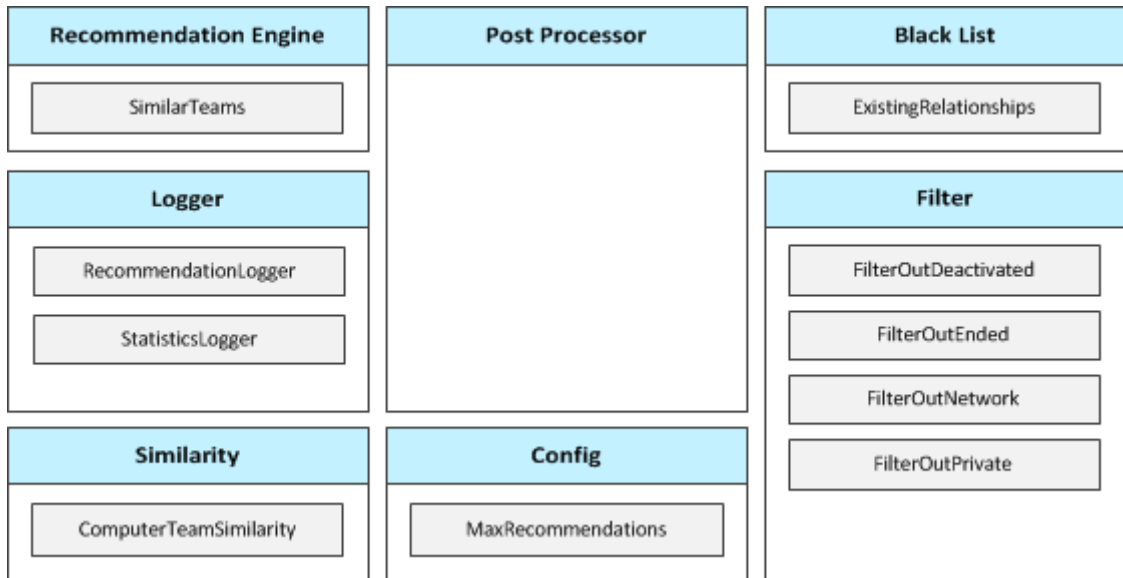 Recommendation Engine
SimilarTeams
Post Processor
Black List
ExistingRelationships
Logger
RecommendationLogger
StatisticsLogger
Filter
FilterOutDeactivated
FilterOutEnded
FilterOutNetwork
FilterOutPrivate
Similarity
ComputerTeamSimilarity
Config
MaxRecommendations